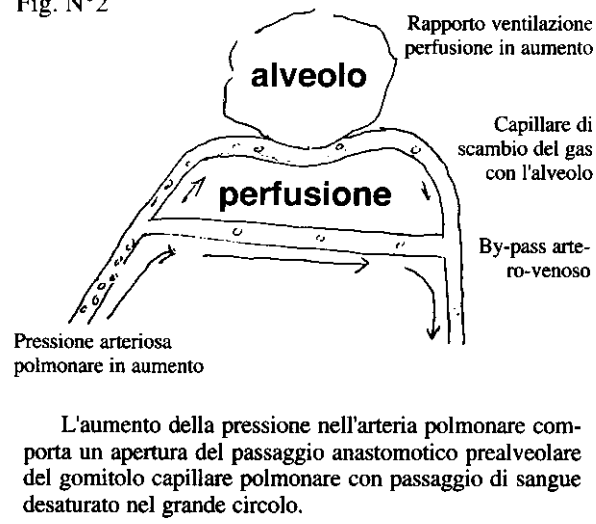 Fig. N°2
Rapporto ventilazione
perfusione in aumento
alveolo
Capillare di
scambio del gas
con l'alveolo
perfusione
By-pass arte-
ro-venoso
Pressione arteriosa
polmonare in aumento
L'aumento della pressione nell'arteria polmonare com-
porta un apertura del passaggio anastomotico prealveolare
del gomitolo capillare polmonare con passaggio di sangue
desaturato nel grande circolo.